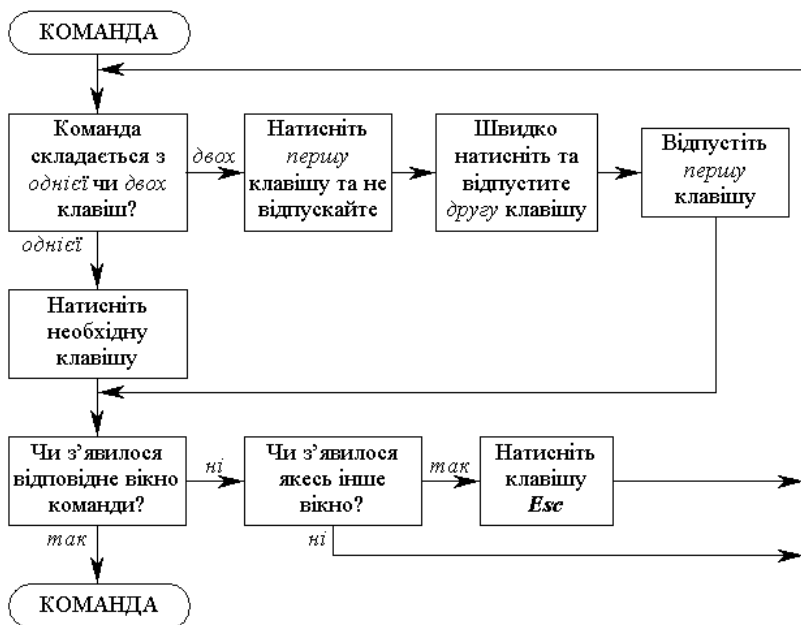 КОМАНДА
Команда
складається з
однієї чи двох
клавіш?
двох
Натисніть
першу
клавішу та не
відпускайте
Швидко
натисніть та
відпустите
другу клавішу
Відпустіть
першу
клавішу
однієї
Натисніть
необхідну
клавішу
Чи з’явилося
відповідне вікно
команди?
ні
Чи з’явилося
якесь інше
вікно?
так
Натисніть
клавішу
Esc
так
ні
КОМАНДА